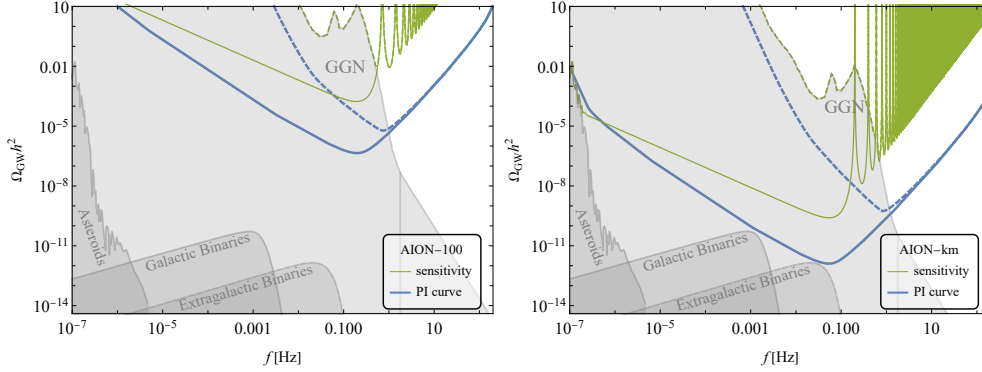 10
0.01
10⁻⁵
10⁻⁸
10⁻¹¹
10⁻¹⁴
Ω_GW h²
GGN
Asteroids
Galactic Binaries
Extragalactic Binaries
AION-100
sensitivity
PI curve
10⁻⁷
10⁻⁵
0.001
0.100
10
f[Hz]
10
0.01
10⁻⁵
10⁻⁸
10⁻¹¹
10⁻¹⁴
Ω_GW h²
GGN
Asteroids
Galactic Binaries
Extragalactic Binaries
AION-km
sensitivity
PI curve
10⁻⁷
10⁻⁵
0.001
0.100
10
f[Hz]